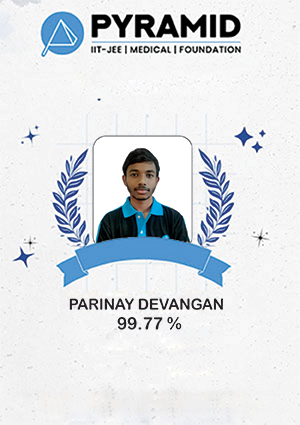 PYRAMID
IIT-JEE | MEDICAL | FOUNDATION
PARINAY DEVANGAN
99.77 %